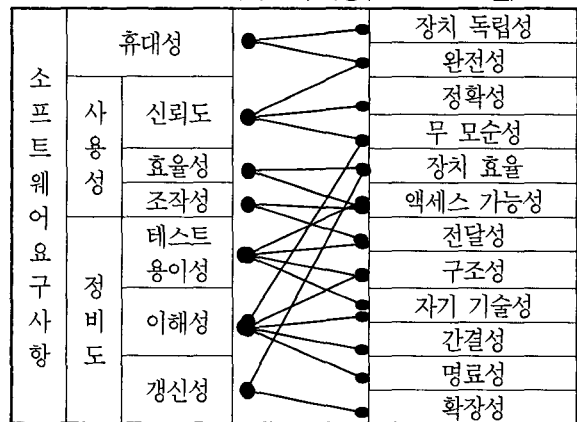 소프트웨어요구사항
휴대성
사용성
신뢰도
효율성
조작성
정비도
테스트
용이성
이해성
갱신성
장치 독립성
완전성
정확성
무 모순성
장치 효율
액세스 가능성
전달성
구조성
자기 기술성
간결성
명료성
확장성